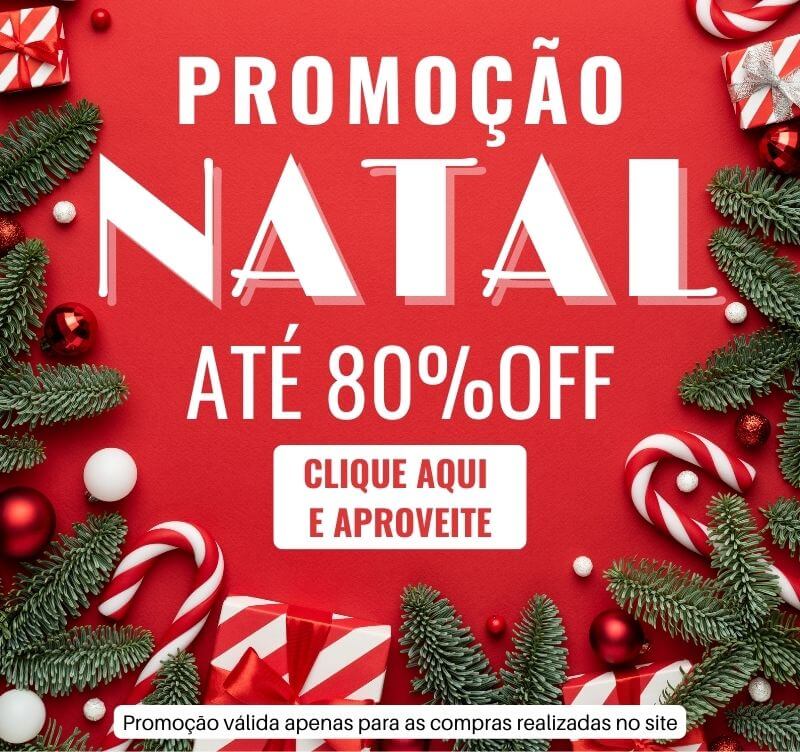 PROMOÇÃO
NATAL
ATÉ 80%OFF
CLIQUE AQUI
E APROVEITE
Promoção válida apenas para as compras realizadas no site